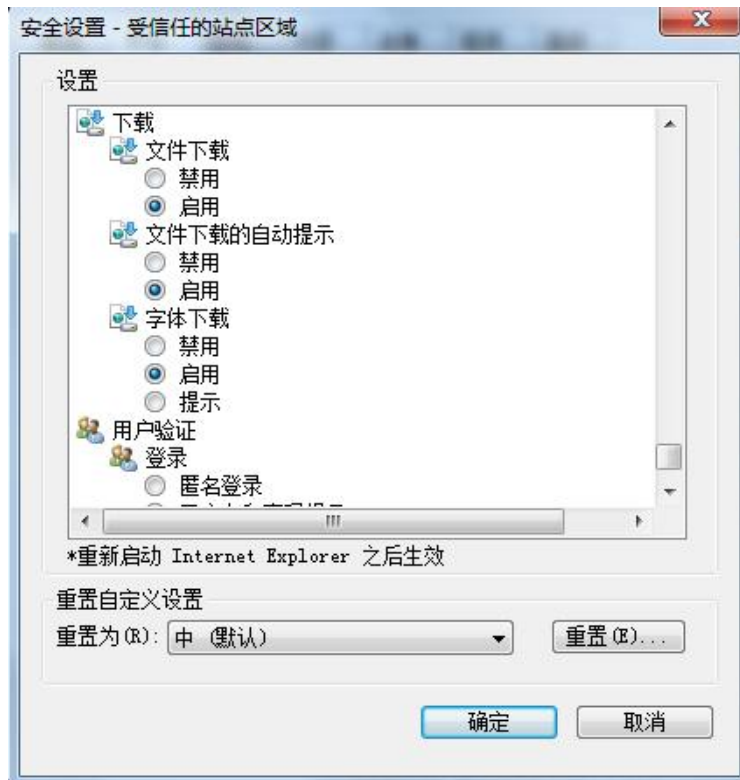 安全设置 - 受信任的站点区域
设置
下载
文件下载
禁用
启用
文件下载的自动提示
禁用
启用
字体下载
禁用
启用
提示
用户验证
登录
匿名登录
*重新启动 Internet Explorer 之后生效
重置自定义设置
重置为(R): 中 (默认) 重置(E)...
确定 取消